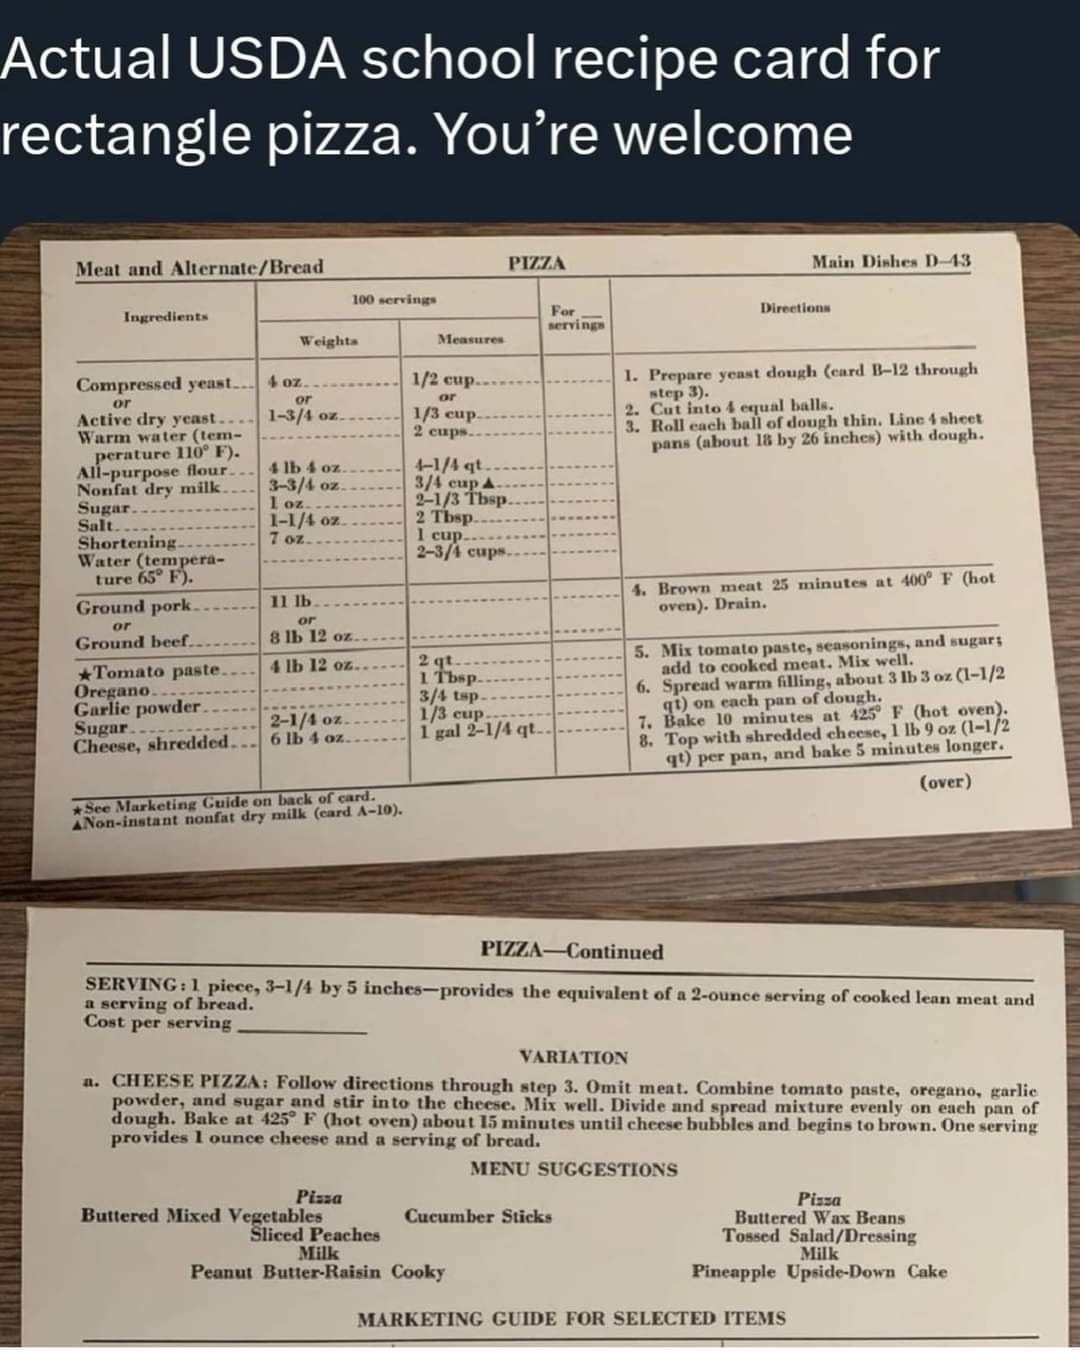 Actual USDA school recipe card for
rectangle pizza. You're welcome
Meat and Alternate/Bread PIZZA Main Dishes D-43
Ingredients 100 servings For __ servings Directions
Weights Measures
Compressed yeast 4 oz. 1/2 cup
or or or
Active dry yeast 1-3/4 oz. 1/3 cup
Warm water (tem- 2 cups
perature 110° F).
All-purpose flour 4 lb 4 oz. 4-1/4 qt
Nonfat dry milk 3-3/4 oz. 3/4 cup▲
Sugar 1 oz. 2-1/3 Tbsp.
Salt 1-1/4 oz. 2 Tbsp.
Shortening 7 oz. 1 cup
Water (tempera- 2-3/4 cups
ture 65° F).
1. Prepare yeast dough (card B-12 through
step 3).
2. Cut into 4 equal balls.
3. Roll each ball of dough thin. Line 4 sheet
pans (about 18 by 26 inches) with dough.
Ground pork 11 lb
or or
Ground beef 8 lb 12 oz.
4. Brown meat 25 minutes at 400° F (hot
oven). Drain.
★Tomato paste 4 lb 12 oz. 2 qt
Oregano 1 Tbsp.
Garlic powder 3/4 tsp
Sugar 2-1/4 oz. 1/3 cup
Cheese, shredded 6 lb 4 oz. 1 gal 2-1/4 qt
5. Mix tomato paste, seasonings, and sugar;
add to cooked meat. Mix well.
6. Spread warm filling, about 3 lb 3 oz (1-1/2
qt) on each pan of dough.
7. Bake 10 minutes at 425° F (hot oven).
8. Top with shredded cheese, 1 lb 9 oz (1-1/2
qt) per pan, and bake 5 minutes longer.
★See Marketing Guide on back of card.
▲Non-instant nonfat dry milk (card A-10).
(over)
PIZZA—Continued
SERVING: 1 piece, 3-1/4 by 5 inches—provides the equivalent of a 2-ounce serving of cooked lean meat and
a serving of bread.
Cost per serving ________
VARIATION
a. CHEESE PIZZA: Follow directions through step 3. Omit meat. Combine tomato paste, oregano, garlic
powder, and sugar and stir into the cheese. Mix well. Divide and spread mixture evenly on each pan of
dough. Bake at 425° F (hot oven) about 15 minutes until cheese bubbles and begins to brown. One serving
provides 1 ounce cheese and a serving of bread.
MENU SUGGESTIONS
Pizza
Buttered Mixed Vegetables Cucumber Sticks
Sliced Peaches
Milk
Peanut Butter-Raisin Cooky
Pizza
Buttered Wax Beans
Tossed Salad/Dressing
Milk
Pineapple Upside-Down Cake
MARKETING GUIDE FOR SELECTED ITEMS